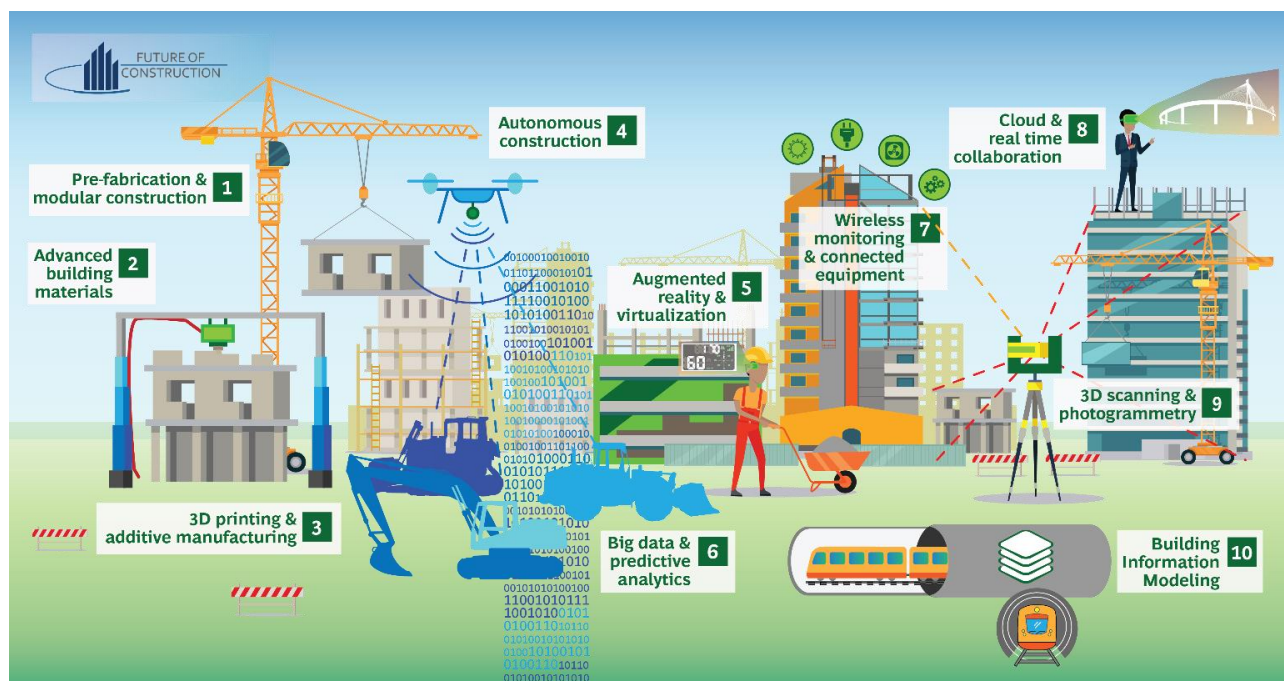 FUTURE OF
CONSTRUCTION
Pre-fabrication &
modular construction
1
Advanced
building
materials
2
3D printing &
additive manufacturing
3
Autonomous
construction
4
Augmented
reality &
virtualization
5
60
Big data &
predictive
analytics
6
Wireless
monitoring
& connected
equipment
7
Cloud &
real time
collaboration
8
3D scanning &
photogrammetry
9
Building
Information
Modeling
10